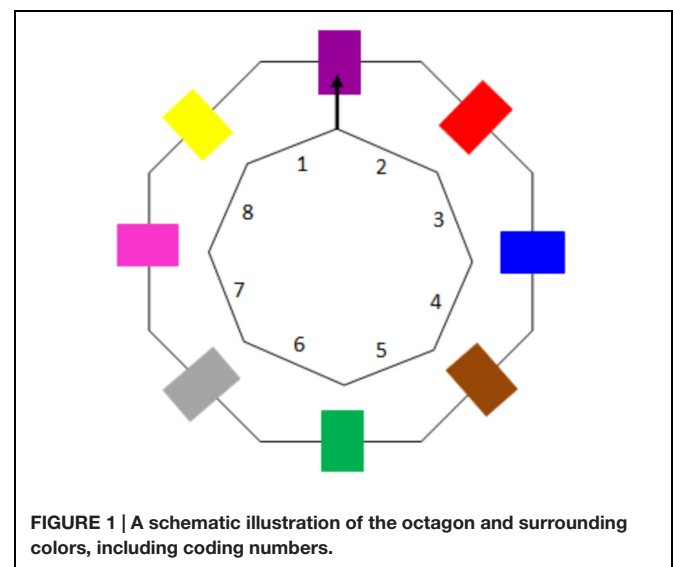 1 2
8 3
7 4
6 5
FIGURE 1 | A schematic illustration of the octagon and surrounding
colors, including coding numbers.